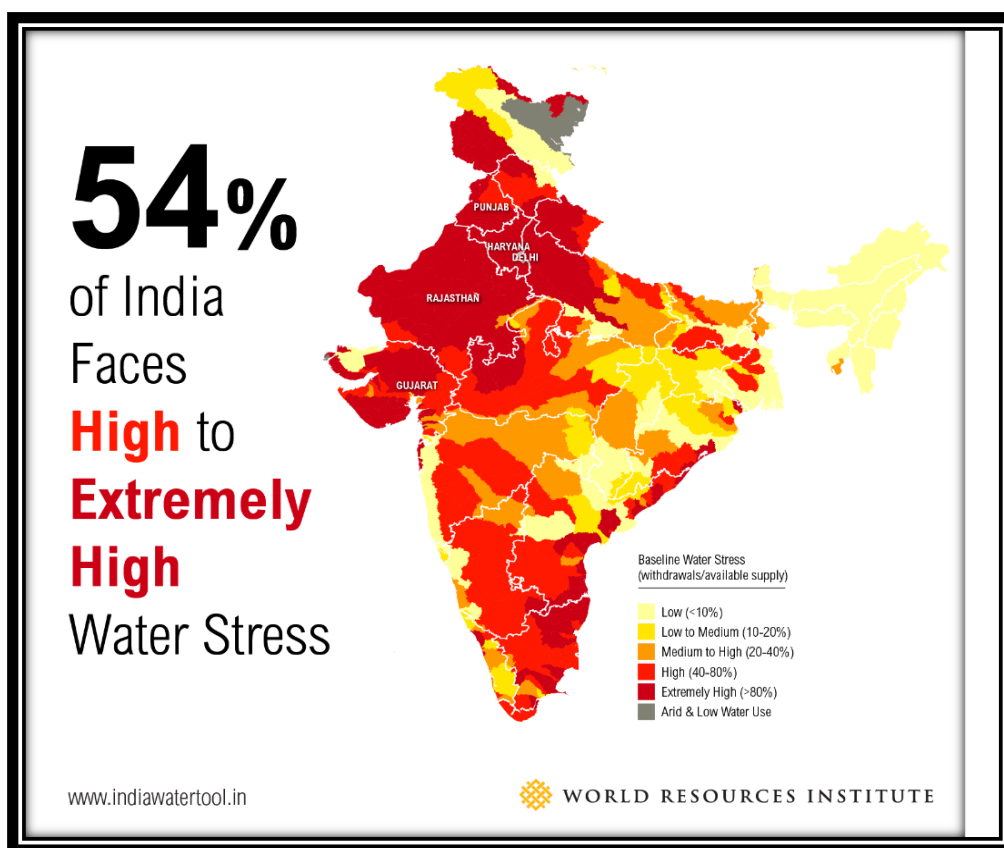 54%
of India
Faces
High to
Extremely
High
Water Stress
PUNJAB
HARYANA
DELHI
RAJASTHAN
GUJARAT
Baseline Water Stress
(withdrawals/available supply)
Low (<10%)
Low to Medium (10-20%)
Medium to High (20-40%)
High (40-80%)
Extremely High (>80%)
Arid & Low Water Use
www.indiawatertool.in
WORLD RESOURCES INSTITUTE